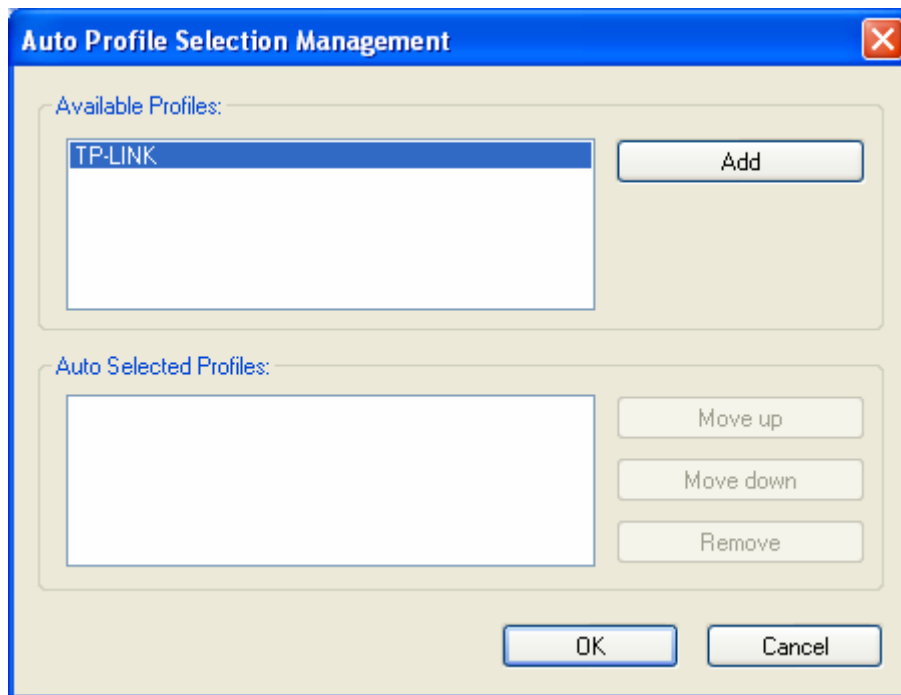 Auto Profile Selection Management
Available Profiles:
TP-LINK
Add
Auto Selected Profiles:
Move up
Move down
Remove
OK
Cancel